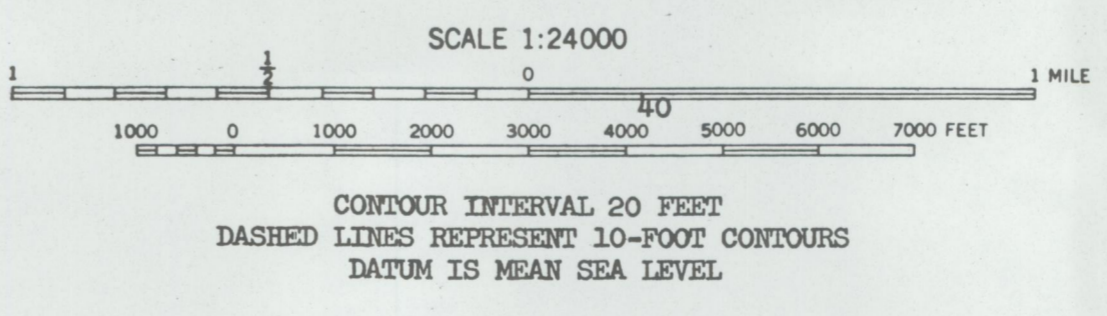 SCALE 1:24000
1 1/2 0 1 MILE
40
1000 0 1000 2000 3000 4000 5000 6000 7000 FEET
CONTOUR INTERVAL 20 FEET
DASHED LINES REPRESENT 10-FOOT CONTOURS
DATUM IS MEAN SEA LEVEL